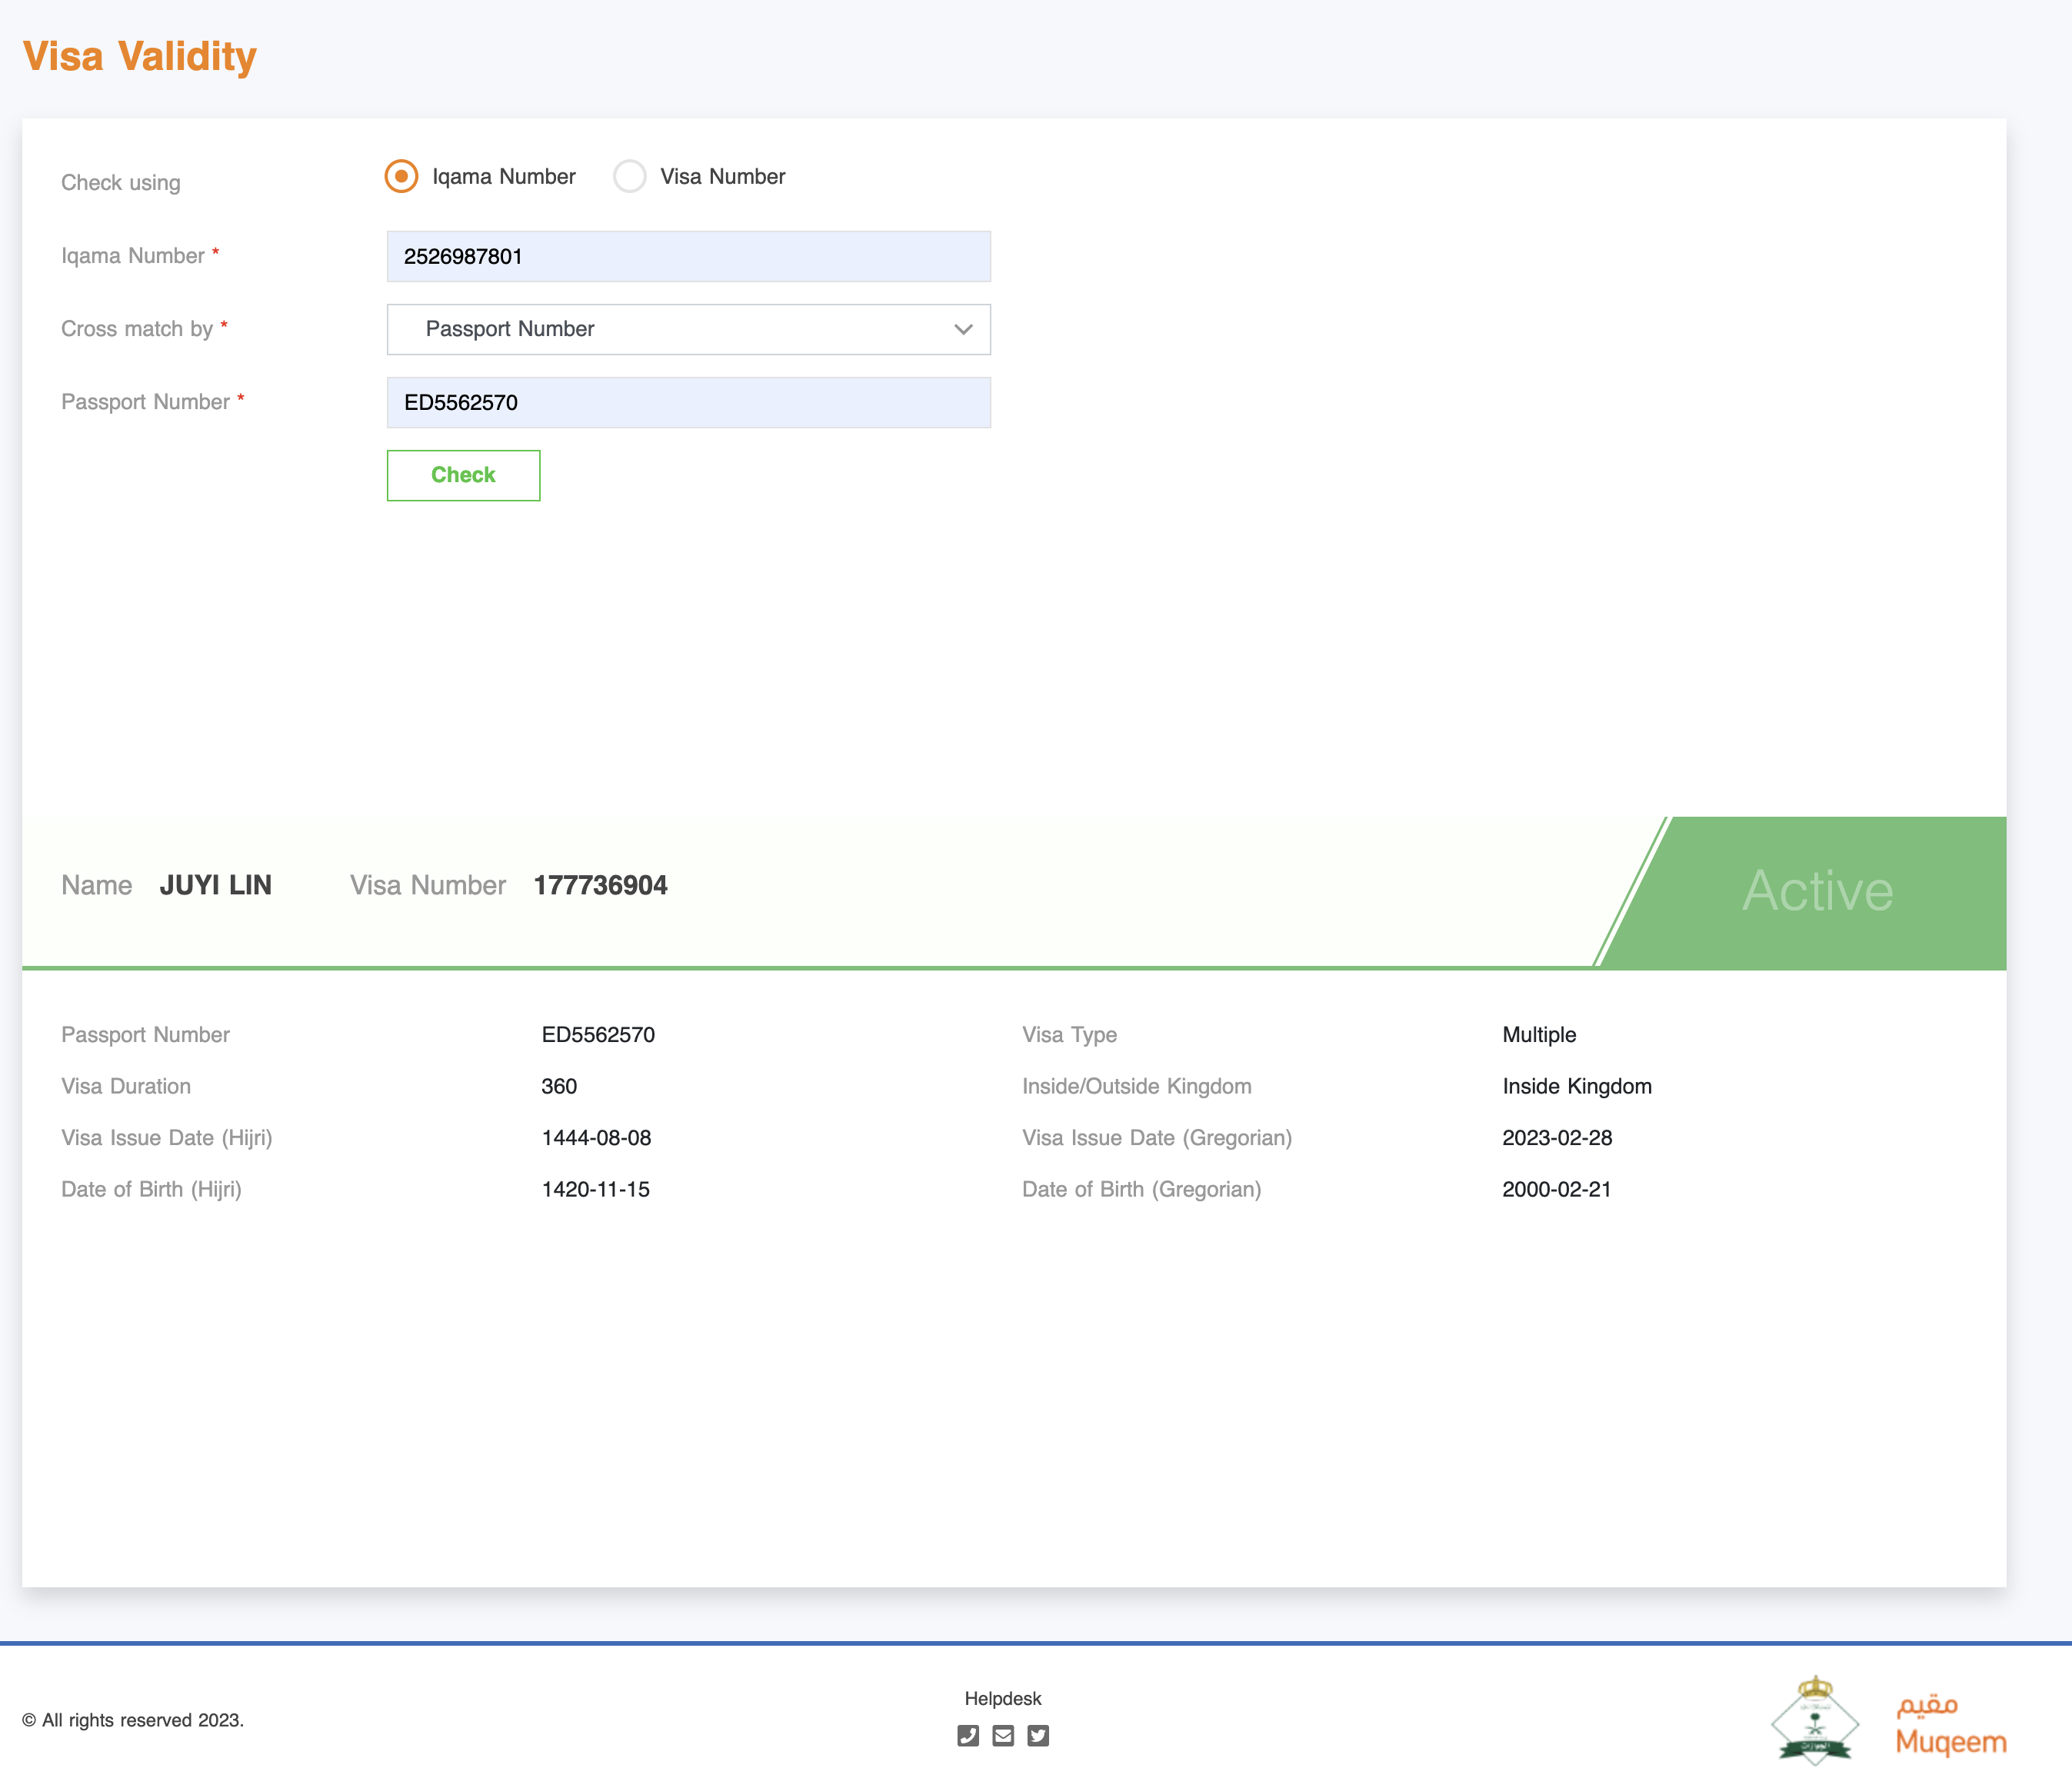 Visa Validity
Check using Iqama Number Visa Number
Iqama Number * 2526987801
Cross match by * Passport Number
Passport Number * ED5562570
Check
Name JUYI LIN Visa Number 177736904 Active
Passport Number ED5562570 Visa Type Multiple
Visa Duration 360 Inside/Outside Kingdom Inside Kingdom
Visa Issue Date (Hijri) 1444-08-08 Visa Issue Date (Gregorian) 2023-02-28
Date of Birth (Hijri) 1420-11-15 Date of Birth (Gregorian) 2000-02-21
Helpdesk
© All rights reserved 2023.
مقيم
Muqeem
الجوازات